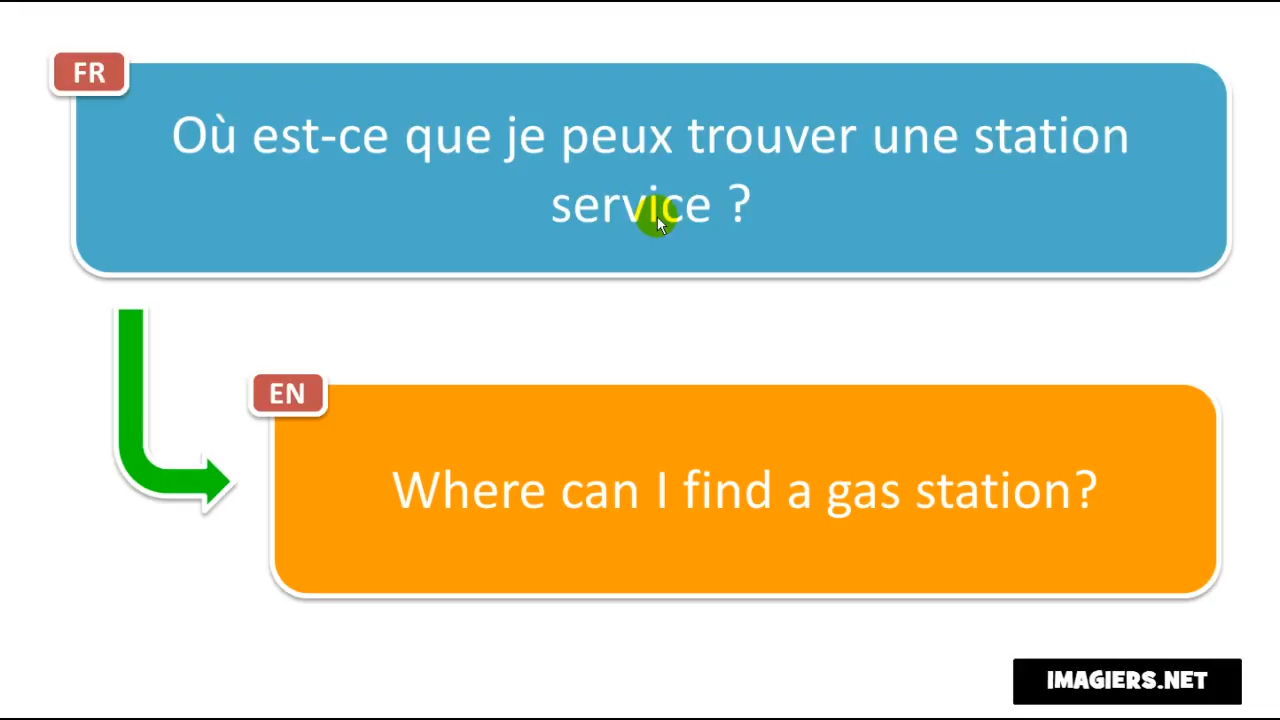 FR
Où est-ce que je peux trouver une station
service ?
EN
Where can I find a gas station?
IMAGIERS.NET